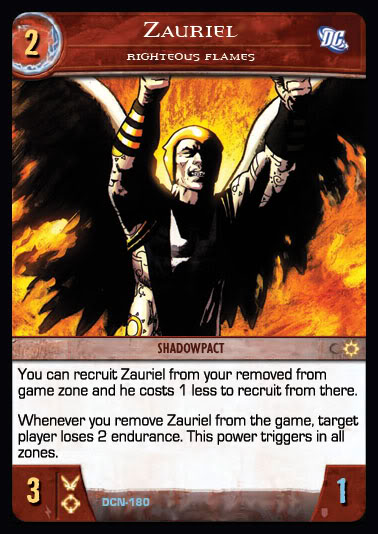 2
Zauriel
DC
RIGHTEOUS FLAMES
SHADOWPACT
You can recruit Zauriel from your removed from
game zone and he costs 1 less to recruit from there.
Whenever you remove Zauriel from the game, target
player loses 2 endurance. This power triggers in all
zones.
3
DCN-180
1